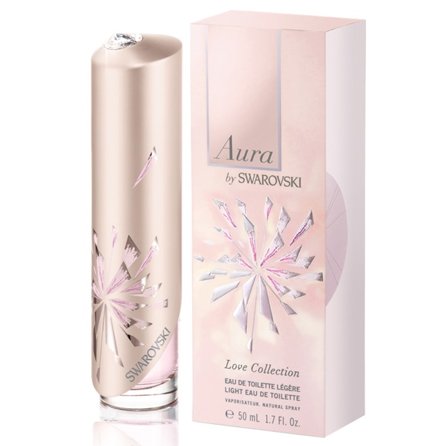 Aura
by SWAROVSKI
Love Collection
EAU DE TOILETTE LÉGÈRE
LIGHT EAU DE TOILETTE
VAPORISATEUR, NATURAL SPRAY
℮ 50 mL 1.7 Fl. Oz.
SWAROVSKI